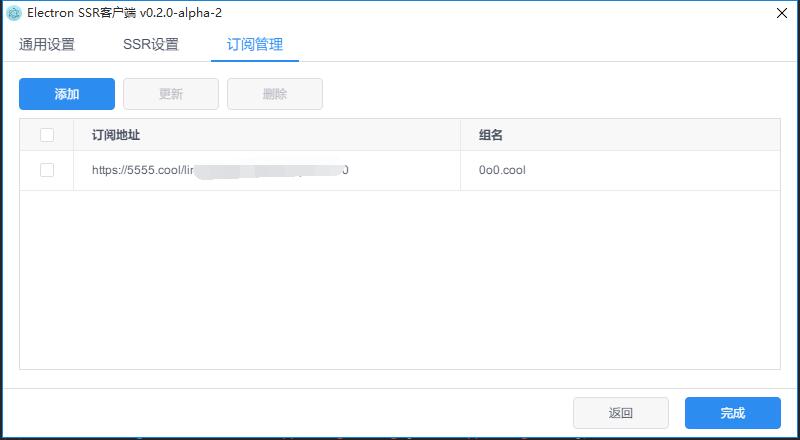 Electron SSR客户端 v0.2.0-alpha-2
通用设置 SSR设置 订阅管理
添加 更新 删除
订阅地址 组名
https://5555.cool/lir 0 0o0.cool
返回 完成